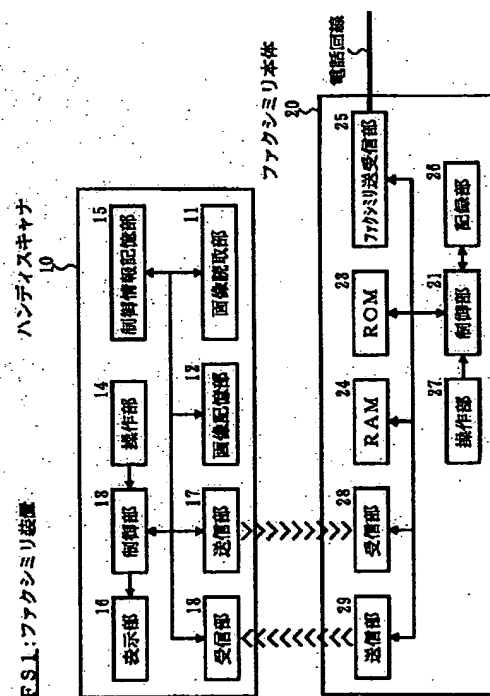 FS1:ファクシミリ装置
ハンディスキャナ
10
16
表示部
13
制御部
14
操作部
15
制御情報記憶部
18
受信部
17
送信部
12
画像記憶部
11
画像読取部
ファクシミリ本体
20
電話回線
29
送信部
28
受信部
24
RAM
23
ROM
25
ファクシミリ送受信部
27
操作部
21
制御部
26
記録部